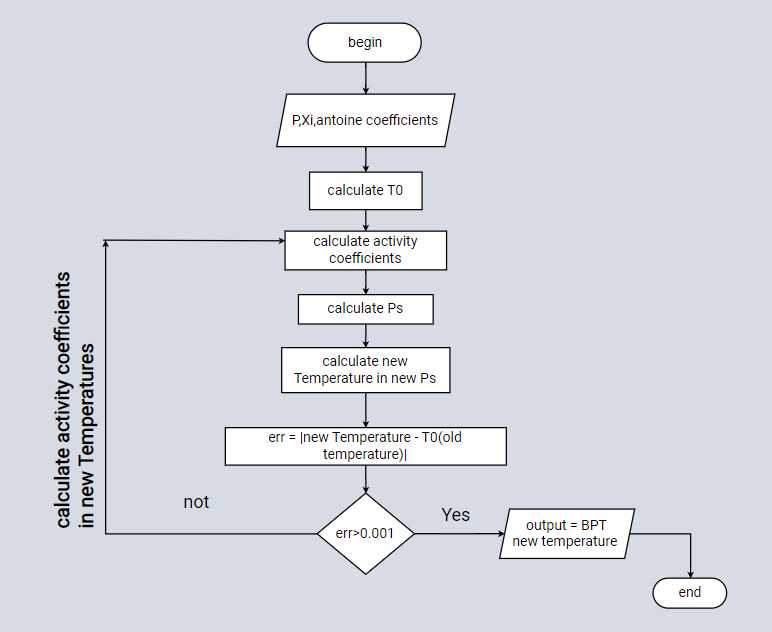 begin
P,Xi,antoine coefficients
calculate T0
calculate activity
coefficients
calculate Ps
calculate new
Temperature in new Ps
err = |new Temperature - T0(old
temperature)|
err>0.001
not
Yes
calculate activity coefficients
in new Temperatures
output = BPT
new temperature
end